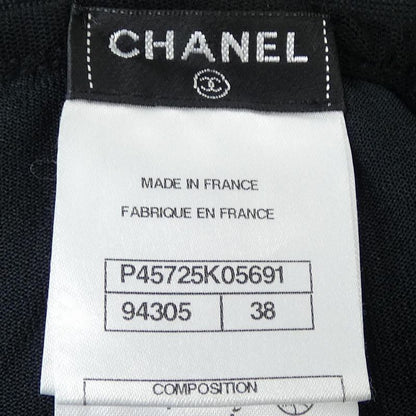 CHANEL
MADE IN FRANCE
FABRIQUE EN FRANCE
P45725K05691
94305 38
COMPOSITION